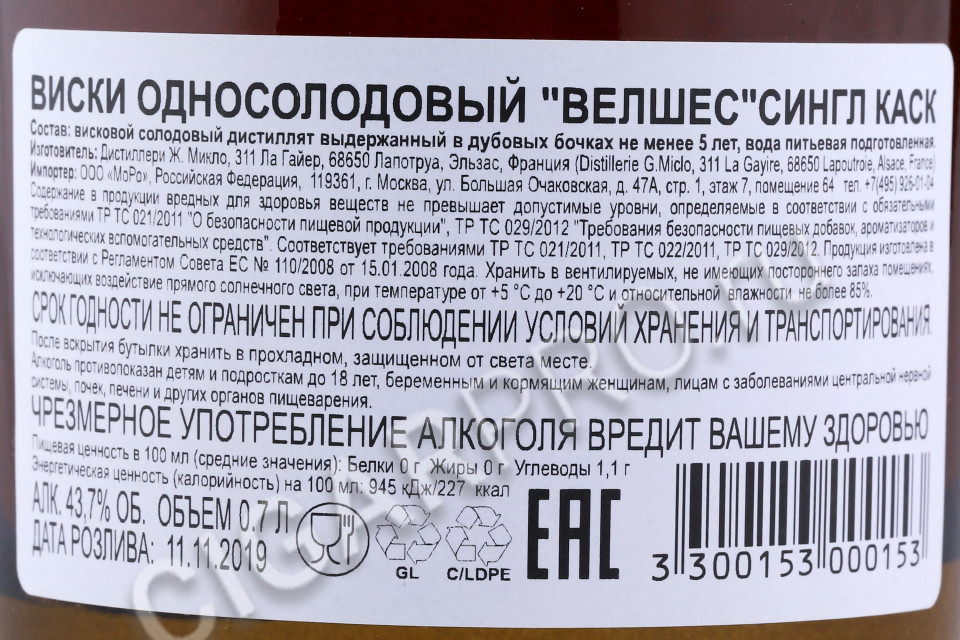 ВИСКИ ОДНОСОЛОДОВЫЙ "ВЕЛШЕС"СИНГЛ КАСК
Состав: висковой солодовый дистиллят выдержанный в дубовых бочках не менее 5 лет, вода питьевая подготовленная.
Изготовитель: Дистиллери Ж. Микло, 311 Ла Гайер, 68650 Лапотруа, Эльзас, Франция (Distillerie G.Miclo, 311 La Gayire, 68650 Lapoutroie, Alsace, France)
Импортер: ООО «МоРо», Российская Федерация, 119361, г. Москва, ул. Большая Очаковская, д. 47А, стр. 1, этаж 7, помещение 64 тел. +7(495) 926-01-04
Содержание в продукции вредных для здоровья веществ не превышает допустимые уровни, определяемые в соответствии с обязательными
требованиями ТР ТС 021/2011 "О безопасности пищевой продукции", ТР ТС 029/2012 "Требования безопасности пищевых добавок, ароматизаторов и
технологических вспомогательных средств". Соответствует требованиями ТР ТС 021/2011, ТР ТС 022/2011, ТР ТС 029/2012. Продукция изготовлена в
соответствии с Регламентом Совета ЕС № 110/2008 от 15.01.2008 года. Хранить в вентилируемых, не имеющих постороннего запаха помещениях,
исключающих воздействие прямого солнечного света, при температуре от +5 °С до +20 °С и относительной влажности не более 85%.
СРОК ГОДНОСТИ НЕ ОГРАНИЧЕН ПРИ СОБЛЮДЕНИИ УСЛОВИЙ ХРАНЕНИЯ И ТРАНСПОРТИРОВАНИЯ.
После вскрытия бутылки хранить в прохладном, защищенном от света месте.
Алкоголь противопоказан детям и подросткам до 18 лет, беременным и кормящим женщинам, лицам с заболеваниями центральной нервной
системы, почек, печени и других органов пищеварения.
ЧРЕЗМЕРНОЕ УПОТРЕБЛЕНИЕ АЛКОГОЛЯ ВРЕДИТ ВАШЕМУ ЗДОРОВЬЮ
Пищевая ценность в 100 мл (средние значения): Белки 0 г Жиры 0 г Углеводы 1,1 г
Энергетическая ценность (калорийность) на 100 мл: 945 кДж/227 ккал
АЛК. 43,7% ОБ. ОБЪЕМ 0.7 Л
ДАТА РОЗЛИВА: 11.11.2019
GL C/LDPE
EAC
3 300153 000153
CIGARPRO.RU